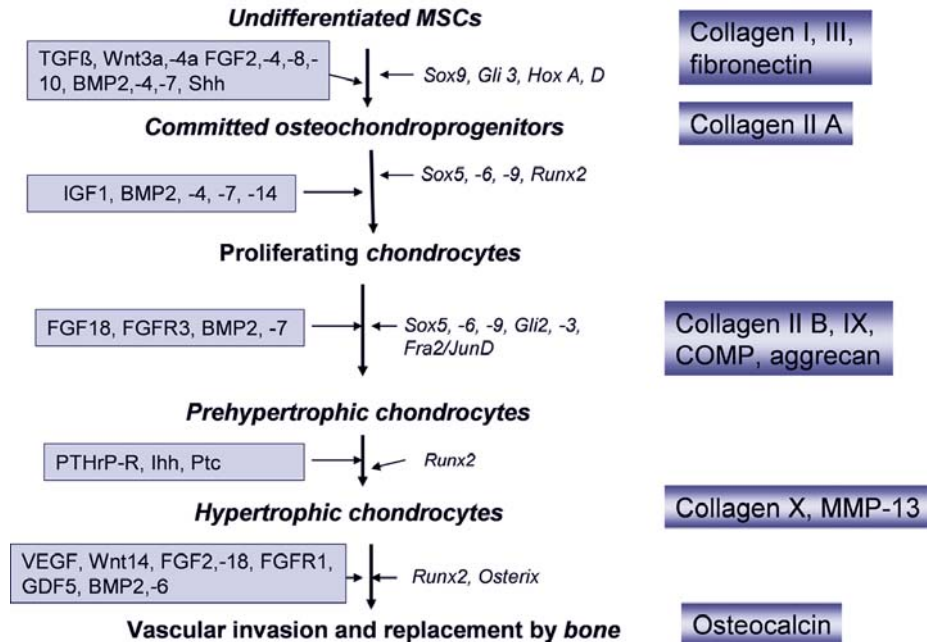 Undifferentiated MSCs
TGFß, Wnt3a,-4a FGF2,-4,-8,-
10, BMP2,-4,-7, Shh
Sox9, Gli 3, Hox A, D
Collagen I, III,
fibronectin
Committed osteochondroprogenitors
Collagen II A
IGF1, BMP2, -4, -7, -14
Sox5, -6, -9, Runx2
Proliferating chondrocytes
FGF18, FGFR3, BMP2, -7
Sox5, -6, -9, Gli2, -3,
Fra2/JunD
Collagen II B, IX,
COMP, aggrecan
Prehypertrophic chondrocytes
PTHrP-R, Ihh, Ptc
Runx2
Hypertrophic chondrocytes
Collagen X, MMP-13
VEGF, Wnt14, FGF2,-18, FGFR1,
GDF5, BMP2,-6
Runx2, Osterix
Vascular invasion and replacement by bone
Osteocalcin